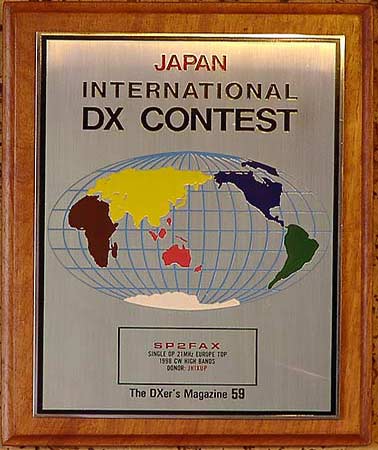 JAPAN
INTERNATIONAL
DX CONTEST
SP2FAX
SINGLE OP 21MHz EUROPE TOP
1998 CW HIGH BANDS
DONOR: JH1XUP
The DXer's Magazine 59